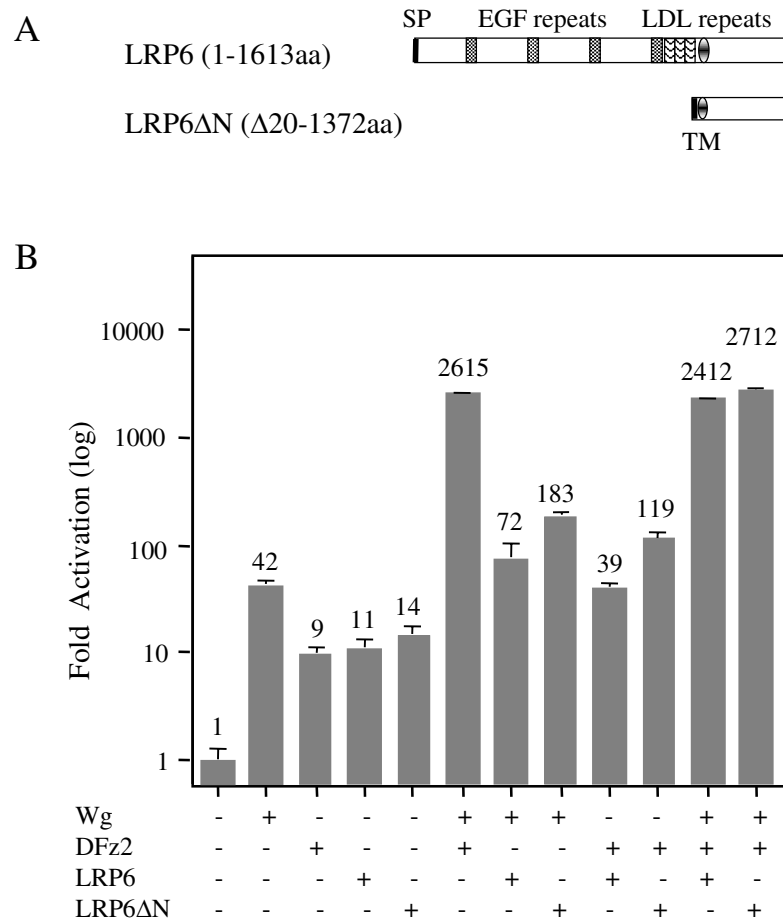 A
SP EGF repeats LDL repeats
LRP6 (1-1613aa)
LRP6ΔN (Δ20-1372aa)
TM
B
Fold Activation (log)
10000
1000
100
10
1
1
42
9
11
14
2615
72
183
39
119
2412
2712
Wg - + - - - + + + - - + +
DFz2 - - + - - + - - + + + +
LRP6 - - - + - - + - + - + -
LRP6ΔN - - - - + - - + - + - +